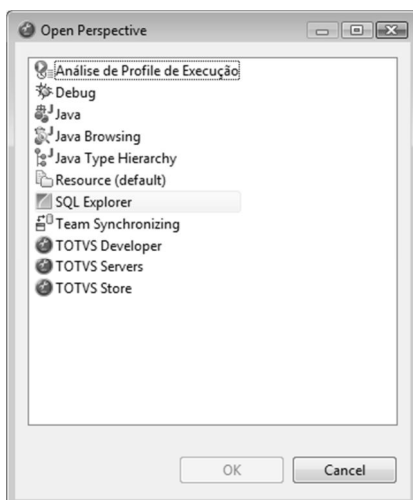 Open Perspective
Análise de Profile de Execução
Debug
Java
Java Browsing
Java Type Hierarchy
Resource (default)
SQL Explorer
Team Synchronizing
TOTVS Developer
TOTVS Servers
TOTVS Store
OK
Cancel